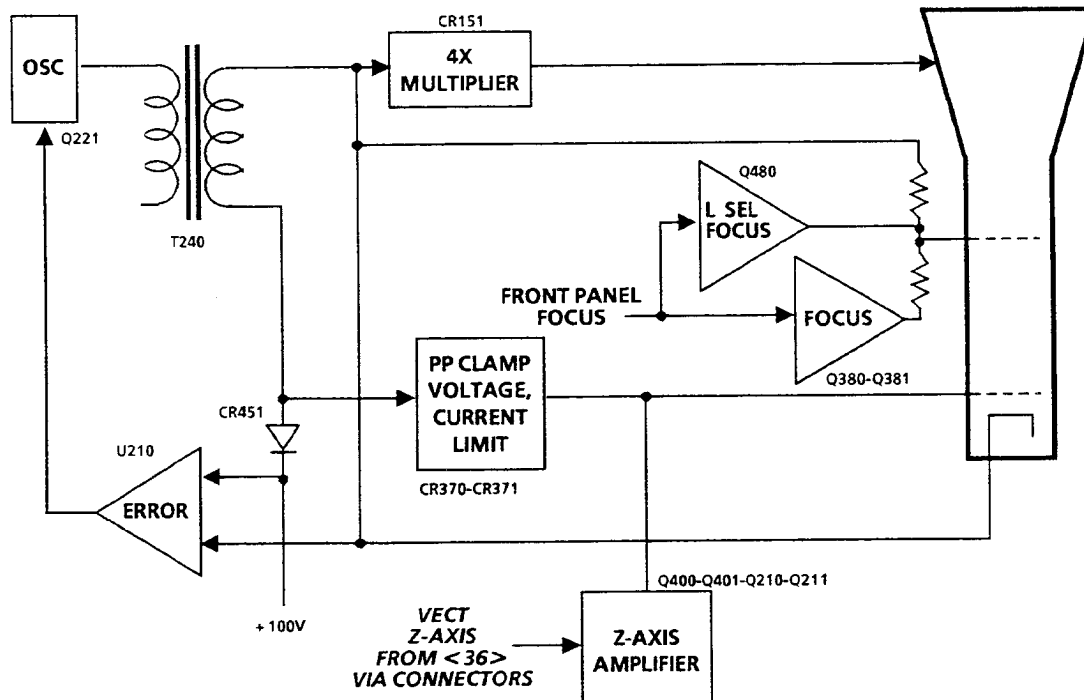 CR151
OSC
4X
MULTIPLIER
Q221
Q480
L SEL
FOCUS
T240
FRONT PANEL
FOCUS
FOCUS
PP CLAMP
VOLTAGE,
CURRENT
LIMIT
Q380-Q381
CR451
U210
CR370-CR371
ERROR
Q400-Q401-Q210-Q211
+100V
VECT
Z-AXIS
FROM <36>
VIA CONNECTORS
Z-AXIS
AMPLIFIER